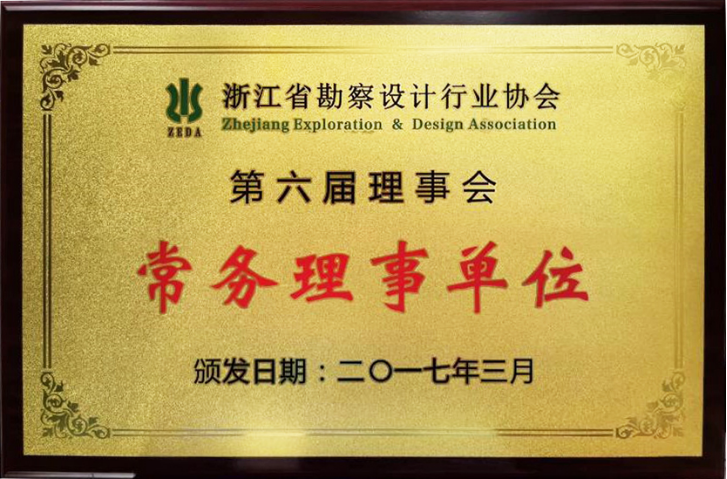 浙江省勘察设计行业协会
ZEDA
Zhejiang Exploration & Design Association
第六届理事会
常务理事单位
颁发日期：二〇一七年三月